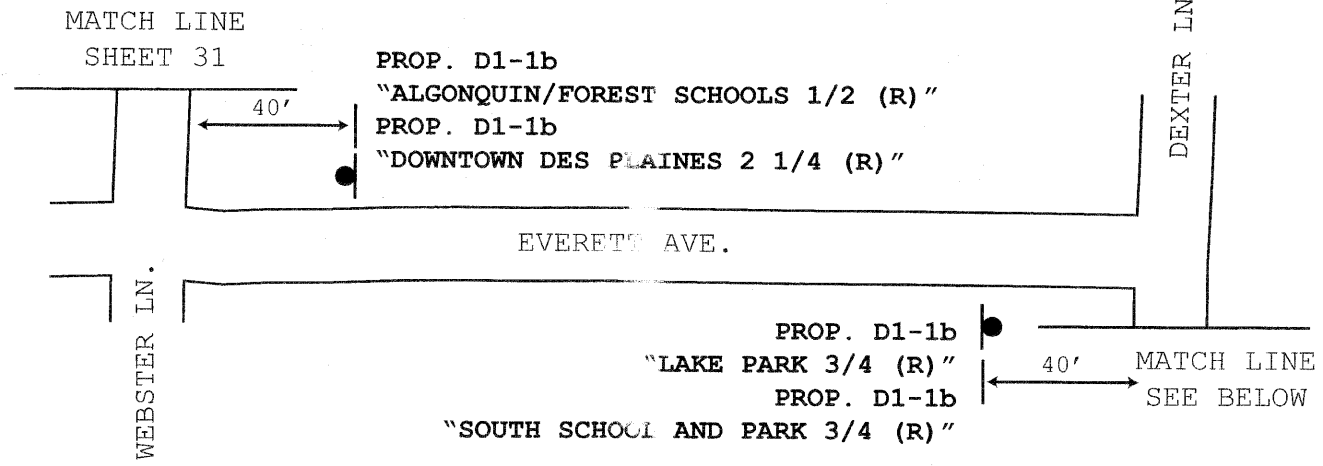 MATCH LINE
SHEET 31
DEXTER LN
PROP. D1-1b
"ALGONQUIN/FOREST SCHOOLS 1/2 (R)"
40'
PROP. D1-1b
"DOWNTOWN DES PLAINES 2 1/4 (R)"
EVERETT AVE.
WEBSTER LN.
PROP. D1-1b
"LAKE PARK 3/4 (R)"
40'
MATCH LINE
SEE BELOW
PROP. D1-1b
"SOUTH SCHOOL AND PARK 3/4 (R)"